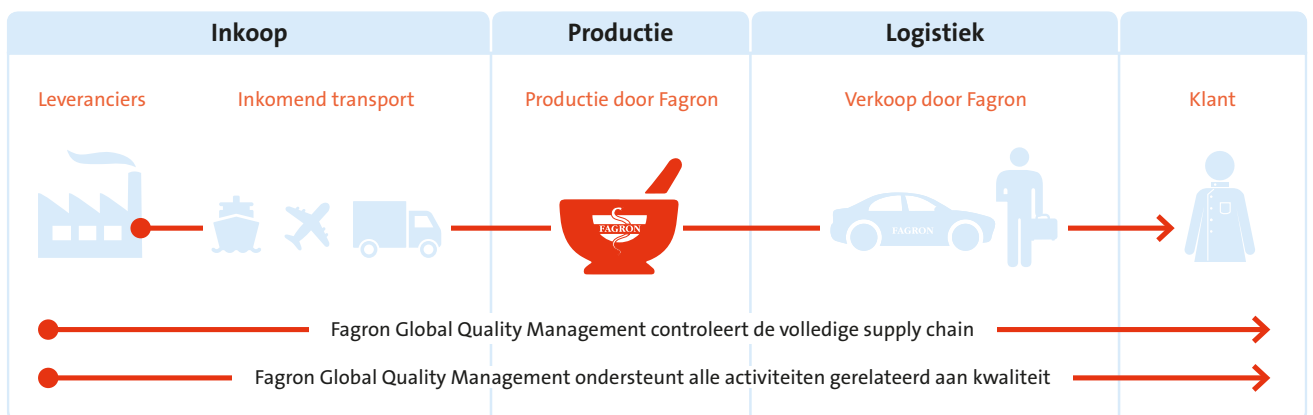 Inkoop
Productie
Logistiek
Leveranciers
Inkomend transport
Productie door Fagron
Verkoop door Fagron
Klant
FAGRON
FAGRON
Fagron Global Quality Management controleert de volledige supply chain
Fagron Global Quality Management ondersteunt alle activiteiten gerelateerd aan kwaliteit